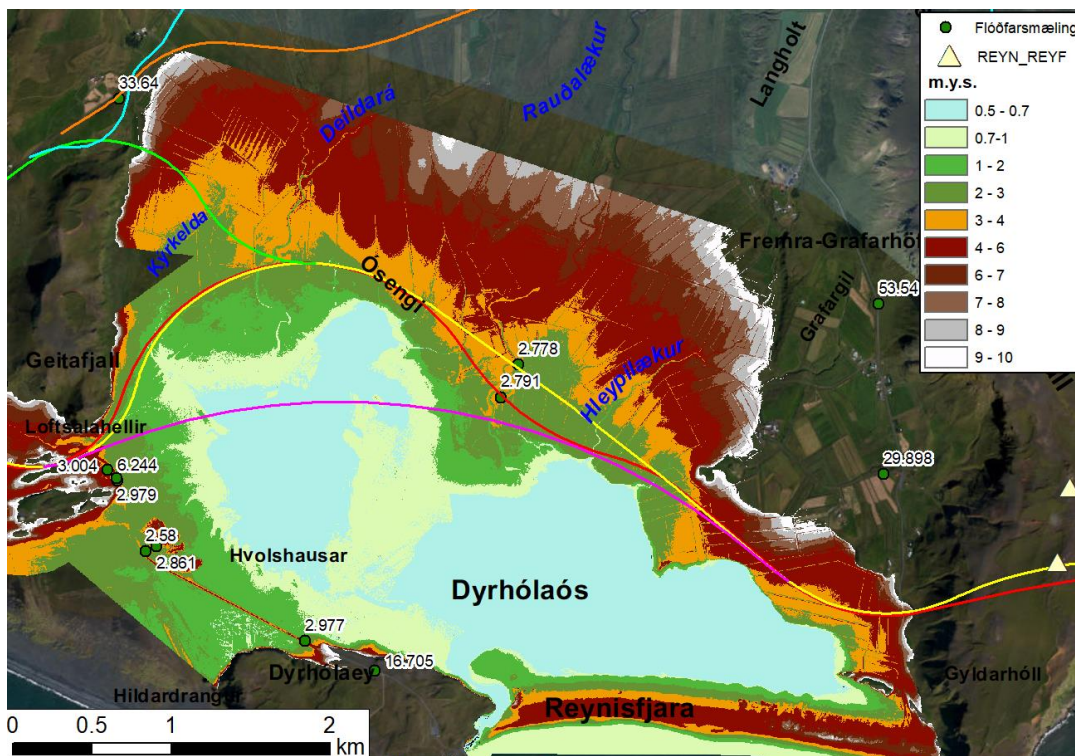 Flóðfarsmæling
REYN_REYF
m.y.s.
0.5 - 0.7
0.7-1
1 - 2
2 - 3
3 - 4
4 - 6
6 - 7
7 - 8
8 - 9
9 - 10
33.64
Deildará
Rauðalækur
Langholt
Kyrkelda
Ósengi
Fremra-Grafarhó
Grafargil
53.54
2.778
2.791
Hleypilækur
Geitafjall
Loftsalahellir
3.004
6.244
2.979
29.898
2.58
2.861
Hvolshausar
Dyrhólaós
2.977
16.705
Dyrhólaey
Hildardrangur
Reynisfjara
Gyldarhóll
0 0.5 1 2
km